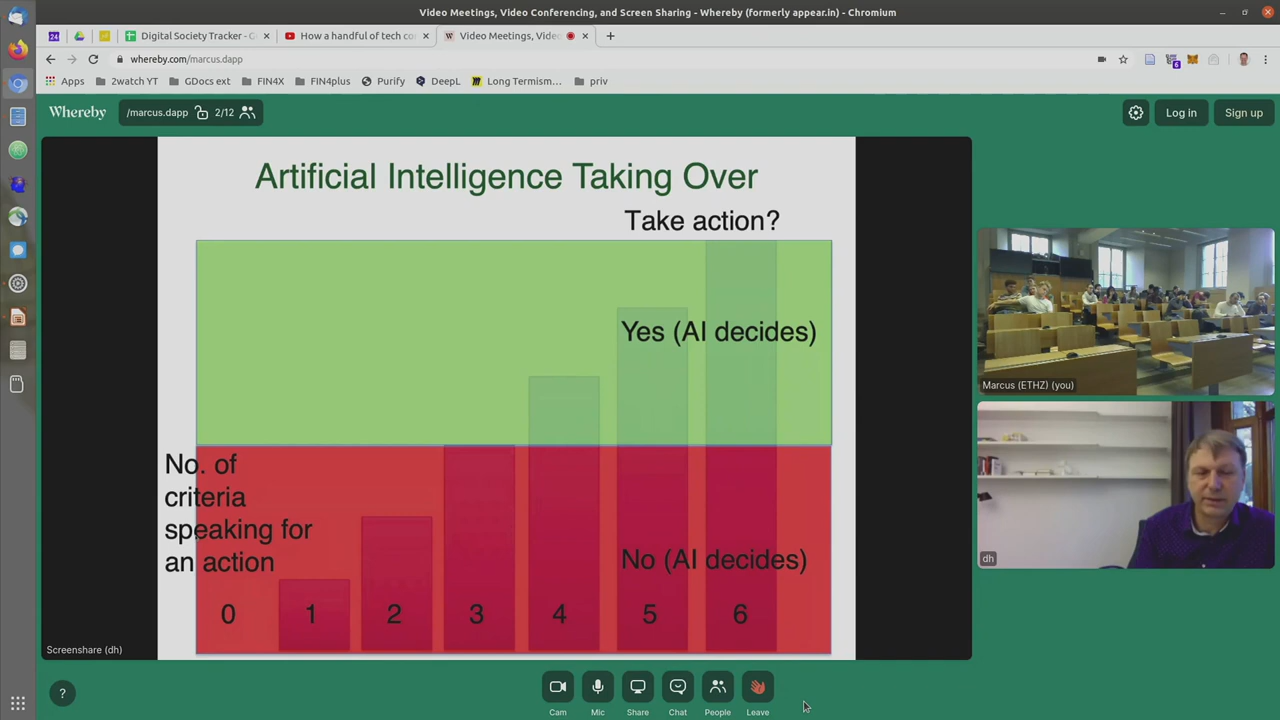 Video Meetings, Video Conferencing, and Screen Sharing - Whereby (formerly appear.in) - Chromium
24
Digital Society Tracker - G
How a handful of tech co
Video Meetings, Vide
whereby.com/marcus.dapp
6
Apps
2watch YT
GDocs ext
FIN4X
FIN4plus
Purify
DeepL
Long Termism...
priv
Whereby
/marcus.dapp
2/12
Log in
Sign up
Artificial Intelligence Taking Over
Take action?
Yes (AI decides)
No. of
criteria
speaking for
an action
No (AI decides)
0 1 2 3 4 5 6
Screenshare (dh)
Marcus (ETHZ) (you)
dh
?
Cam
Mic
Share
Chat
People
Leave